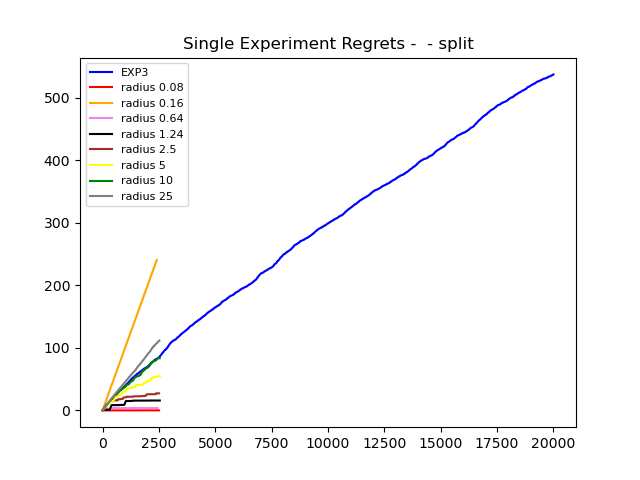 Single Experiment Regrets -  - split
EXP3
radius 0.08
radius 0.16
radius 0.64
radius 1.24
radius 2.5
radius 5
radius 10
radius 25
500
400
300
200
100
0
0 2500 5000 7500 10000 12500 15000 17500 20000